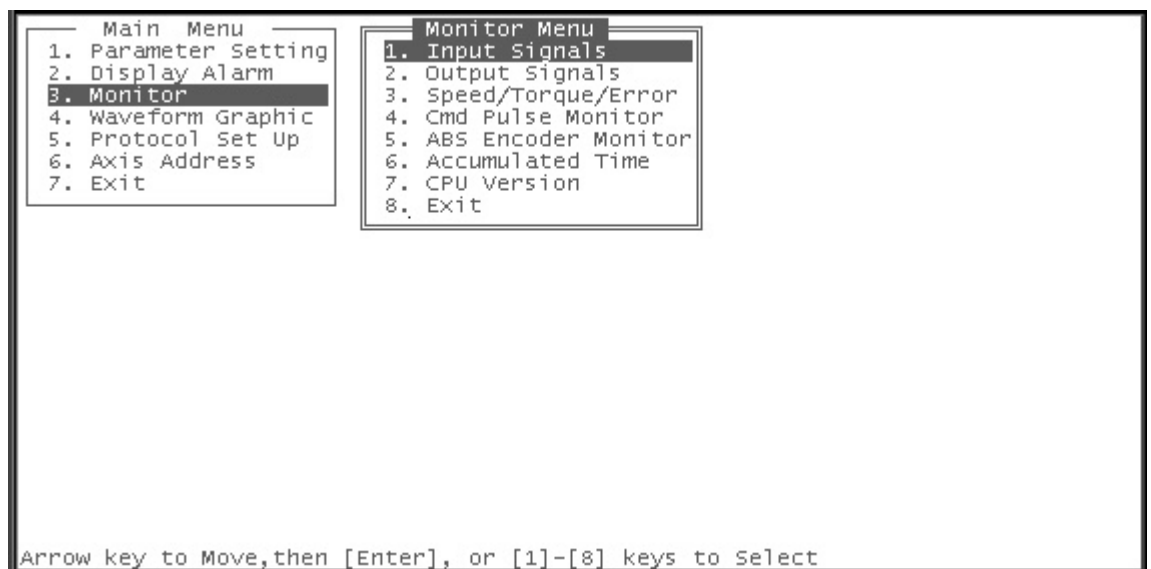 Main Menu
1. Parameter Setting
2. Display Alarm
3. Monitor
4. Waveform Graphic
5. Protocol Set Up
6. Axis Address
7. Exit
Monitor Menu
1. Input Signals
2. Output Signals
3. Speed/Torque/Error
4. Cmd Pulse Monitor
5. ABS Encoder Monitor
6. Accumulated Time
7. CPU Version
8. Exit
Arrow key to Move,then [Enter], or [1]-[8] keys to Select